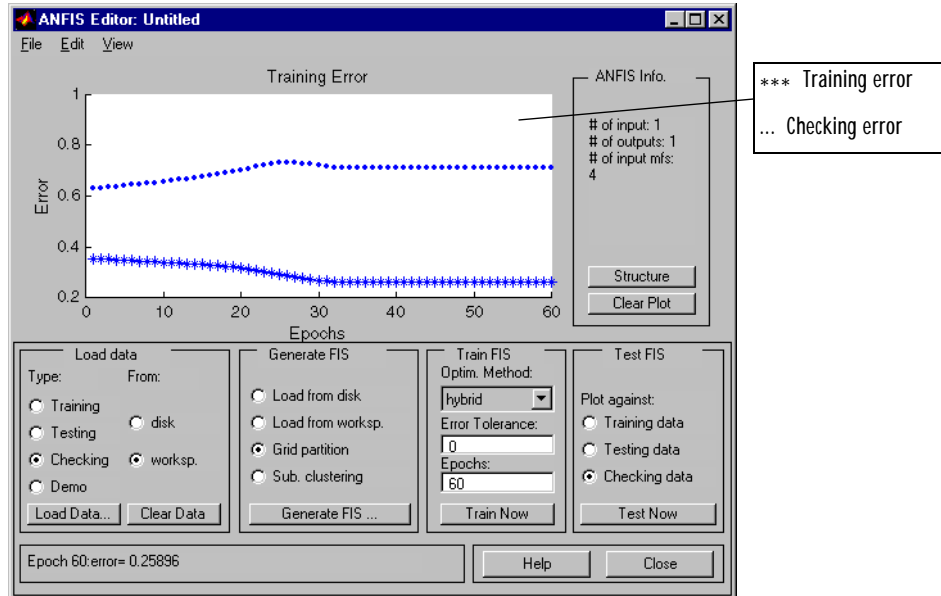 ANFIS Editor: Untitled
File Edit View
Training Error
Error
1
0.8
0.6
0.4
0.2
0 10 20 30 40 50 60
Epochs
ANFIS Info.
# of input: 1
# of outputs: 1
# of input mfs:
4
Structure
Clear Plot
*** Training error
... Checking error
Load data
Type: From:
Training
Testing
Checking
Demo
disk
worksp.
Load Data... Clear Data
Generate FIS
Load from disk
Load from worksp.
Grid partition
Sub. clustering
Generate FIS ...
Train FIS
Optim. Method:
hybrid
Error Tolerance:
0
Epochs:
60
Train Now
Test FIS
Plot against:
Training data
Testing data
Checking data
Test Now
Epoch 60:error= 0.25896
Help Close